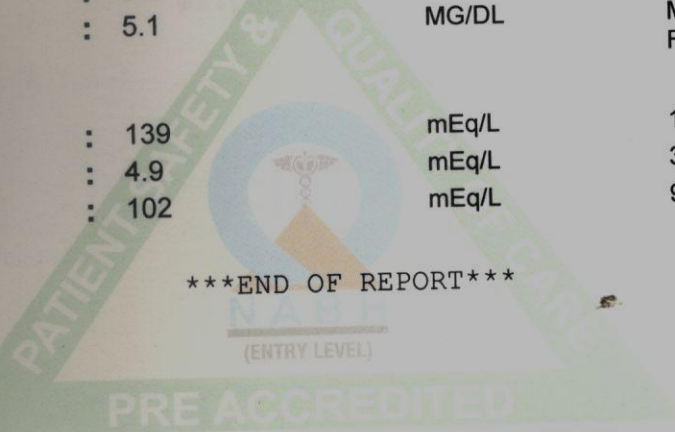 : 5.1 MG/DL
: 139 mEq/L
: 4.9 mEq/L
: 102 mEq/L
***END OF REPORT***
PATIENT SAFETY & QUALITY OF CARE
NABH
(ENTRY LEVEL)
PRE ACCREDITED